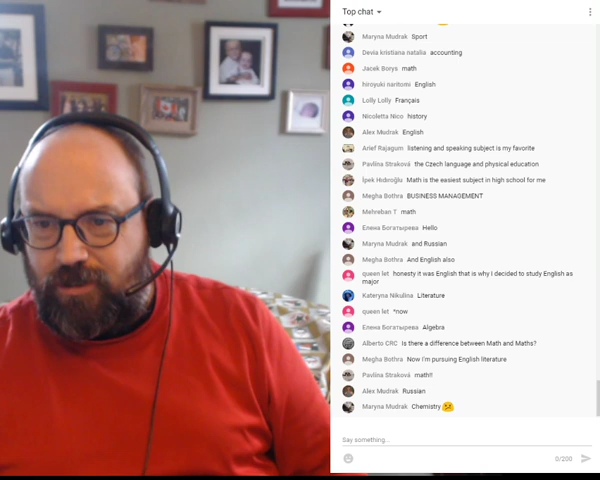 Top chat
Maryna Mudrak Sport
Devia kristiana natalia accounting
Jacek Borys math
hiroyuki naritomi English
Lolly Lolly Français
Nicoletta Nico history
Alex Mudrak English
Arief Rajagum listening and speaking subject is my favorite
Pavlína Straková the Czech language and physical education
İpek Hıdıroğlu Math is the easiest subject in high school for me
Megha Bothra BUSINESS MANAGEMENT
Mehreban T math
Елена Богатырева Hello
Maryna Mudrak and Russian
Megha Bothra And English also
queen let honesty it was English that is why I decided to study English as
major
Kateryna Nikulina Literature
queen let *now
Елена Богатырева Algebra
Alberto CRC Is there a difference between Math and Maths?
Megha Bothra Now I'm pursuing English literature
Pavlína Straková math!!
Alex Mudrak Russian
Maryna Mudrak Chemistry
Say something...
0/200